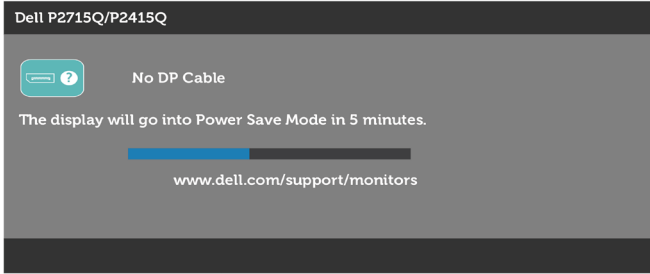 Dell P2715Q/P2415Q
?
No DP Cable
The display will go into Power Save Mode in 5 minutes.
www.dell.com/support/monitors